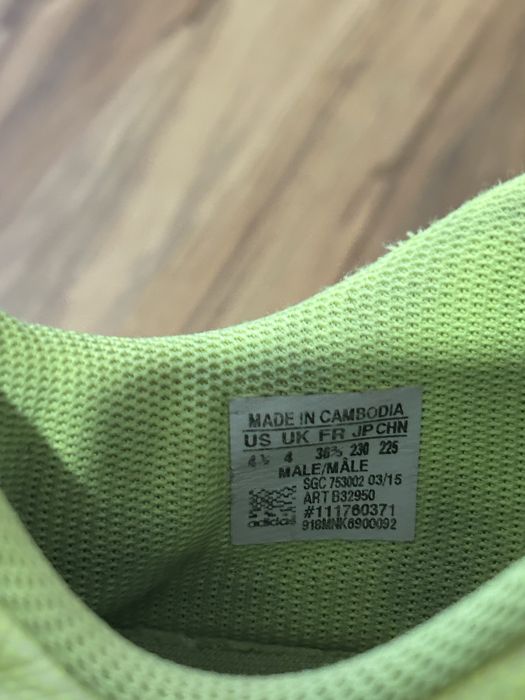 MADE IN CAMBODIA
US UK FR JP CHN
4½ 4 36⅔ 230 225
MALE/MÂLE
SGC 753002 03/15
ART B32950
#111760371
adidas 918MNK6900092